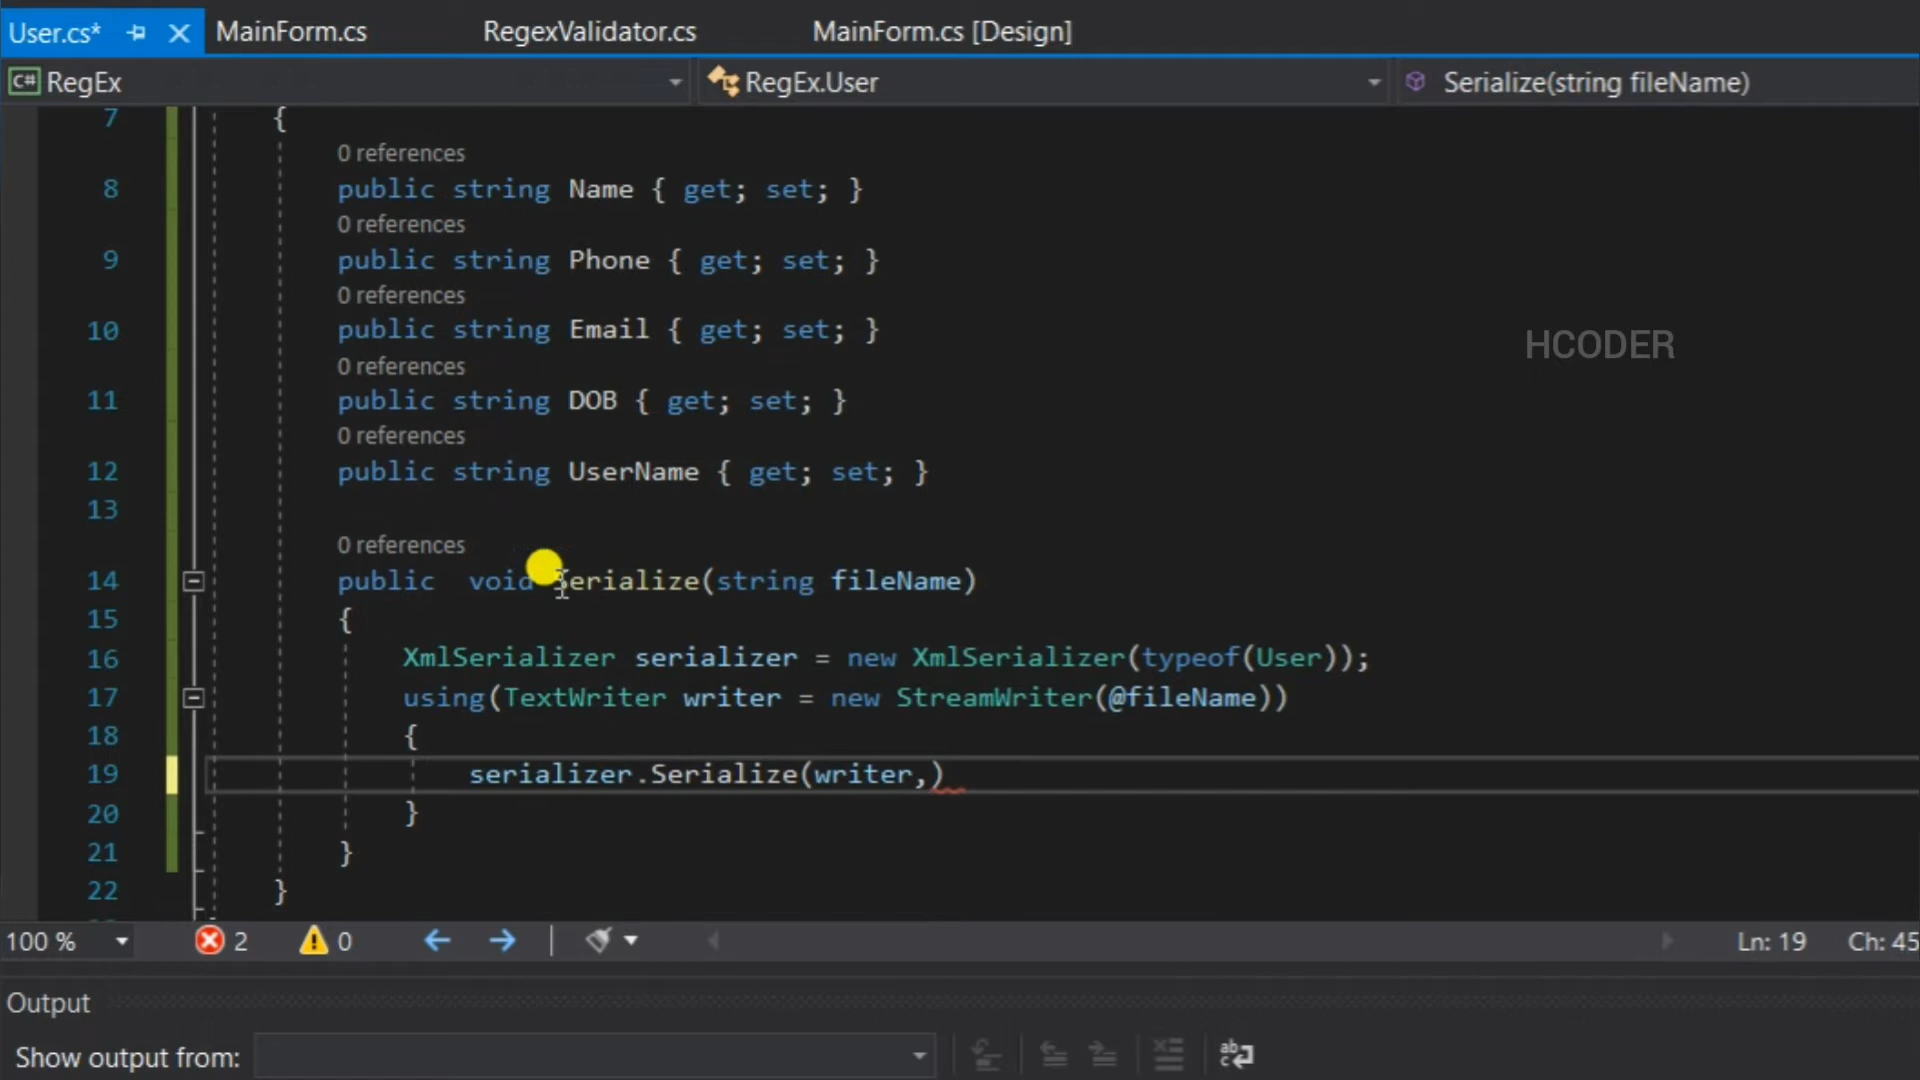 User.cs* MainForm.cs RegexValidator.cs MainForm.cs [Design]
C# RegEx RegEx.User Serialize(string fileName)
7 {
0 references
8 public string Name { get; set; }
0 references
9 public string Phone { get; set; }
0 references
10 public string Email { get; set; }
HCODER
0 references
11 public string DOB { get; set; }
0 references
12 public string UserName { get; set; }
13
0 references
14 public void Serialize(string fileName)
15 {
16 XmlSerializer serializer = new XmlSerializer(typeof(User));
17 using(TextWriter writer = new StreamWriter(@fileName))
18 {
19 serializer.Serialize(writer,)
20 }
21 }
22 }
100 % 2 0 Ln: 19 Ch: 45
Output
Show output from: